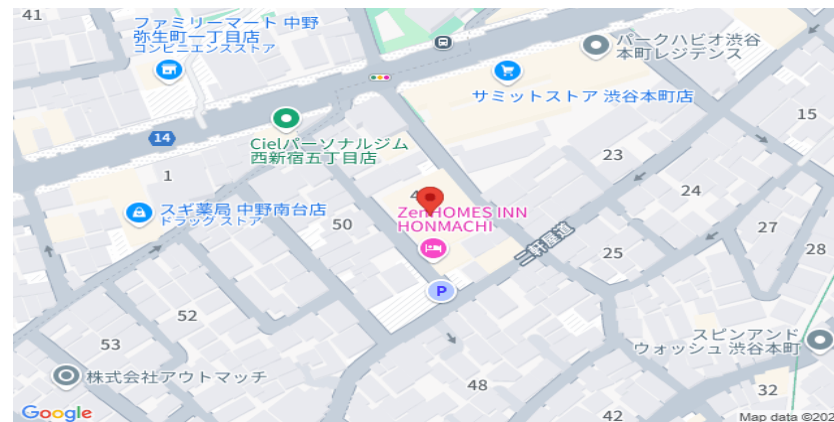 41
ファミリーマート 中野
弥生町一丁目店
コンビニエンスストア
パークハビオ渋谷
本町レジデンス
サミットストア 渋谷本町店
14
Cielパーソナルジム
西新宿五丁目店
15
23
1
24
スギ薬局 中野南台店
ドラッグ ストア
50
ZenHOMES INN
HONMACHI
27
25
28
P
52
53
スピンアンド
ウォッシュ 渋谷本町
株式会社アウトマッチ
48
32
42
Google
Map data ©202